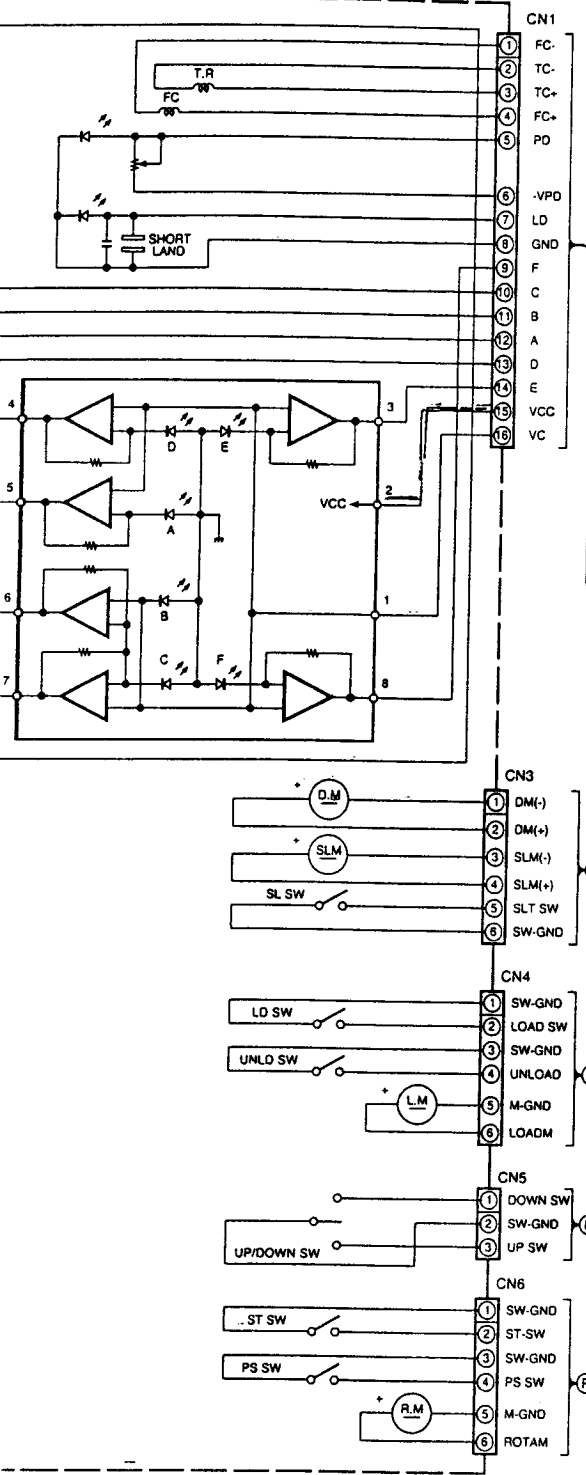 CN1
1 FC-
2 TC-
T.R
3 TC+
FC
4 FC+
5 PD
6 -VPD
7 LD
SHORT
LAND
8 GND
9 F
10 C
11 B
12 A
13 D
14 E
15 VCC
16 VC
4
3
D
E
5
2
VCC
A
6
1
B
C
F
7
8
CN3
+
D.M
1 DM(-)
2 DM(+)
+
SLM
3 SLM(-)
4 SLM(+)
SL SW
5 SLT SW
6 SW-GND
CN4
1 SW-GND
LD SW
2 LOAD SW
3 SW-GND
UNLD SW
4 UNLOAD
+
L.M
5 M-GND
6 LOADM
CN5
1 DOWN SW
2 SW-GND
UP/DOWN SW
3 UP SW
CN6
1 SW-GND
ST SW
2 ST-SW
3 SW-GND
PS SW
4 PS SW
+
R.M
5 M-GND
6 ROTAM